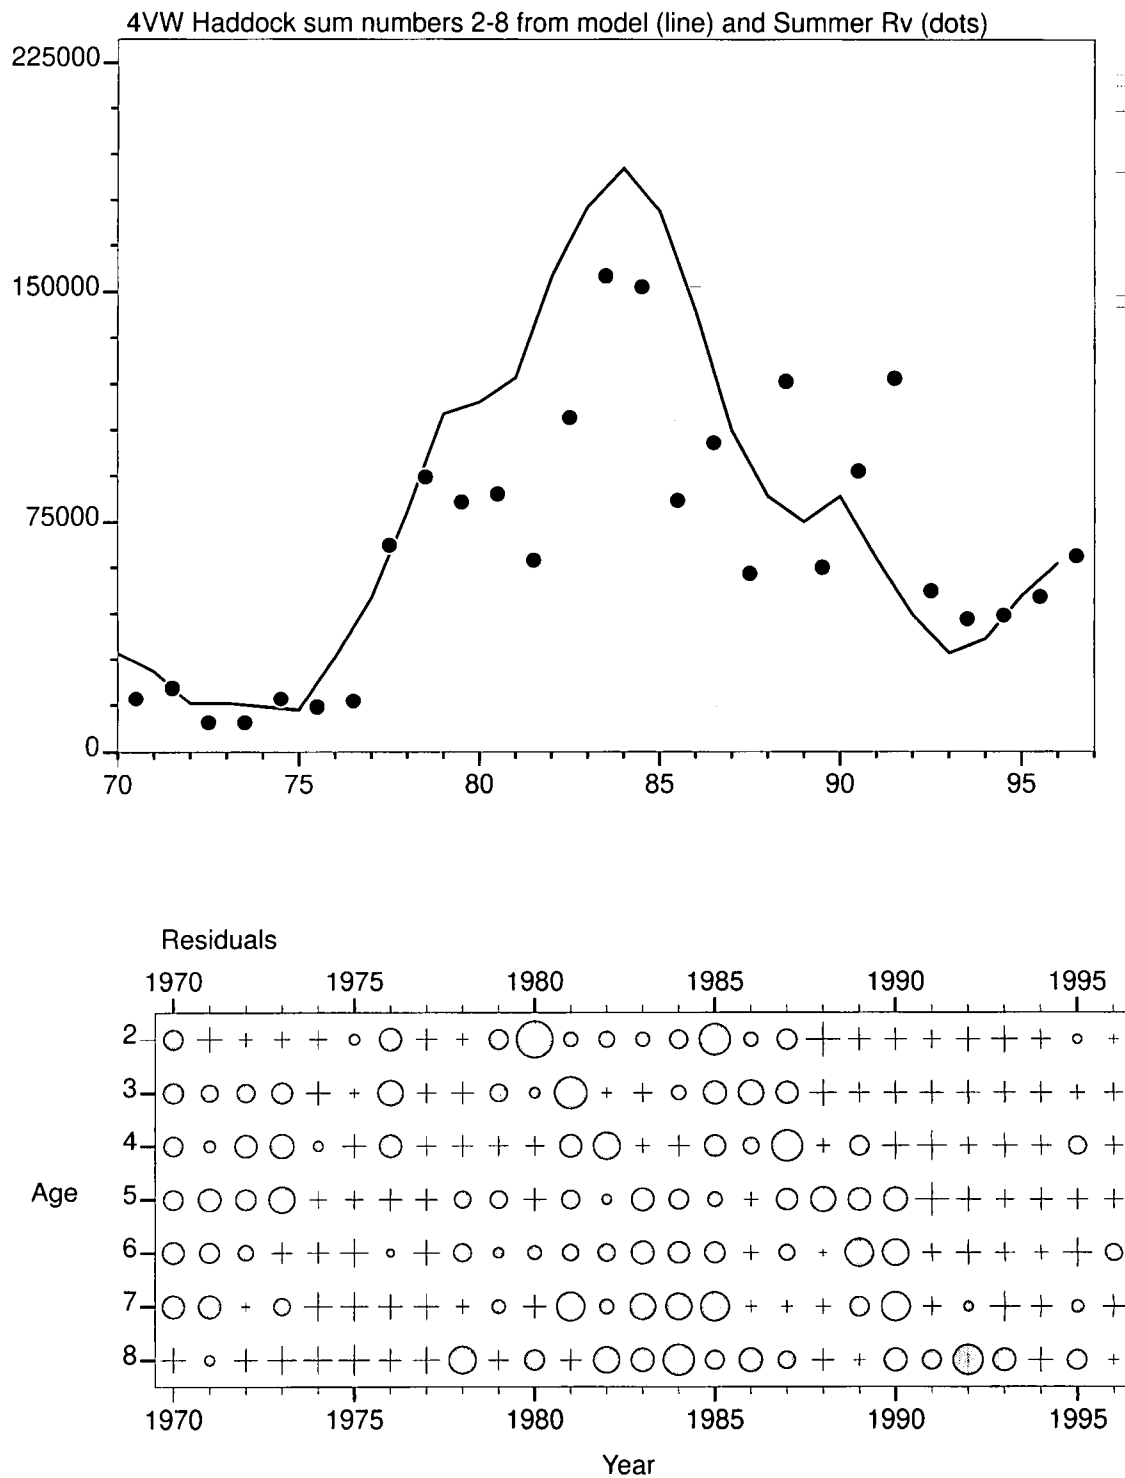 4VW Haddock sum numbers 2-8 from model (line) and Summer Rv (dots)
225000
150000
75000
0
70 75 80 85 90 95
Residuals
1970 1975 1980 1985 1990 1995
2
3
4
Age
5
6
7
8
1970 1975 1980 1985 1990 1995
Year